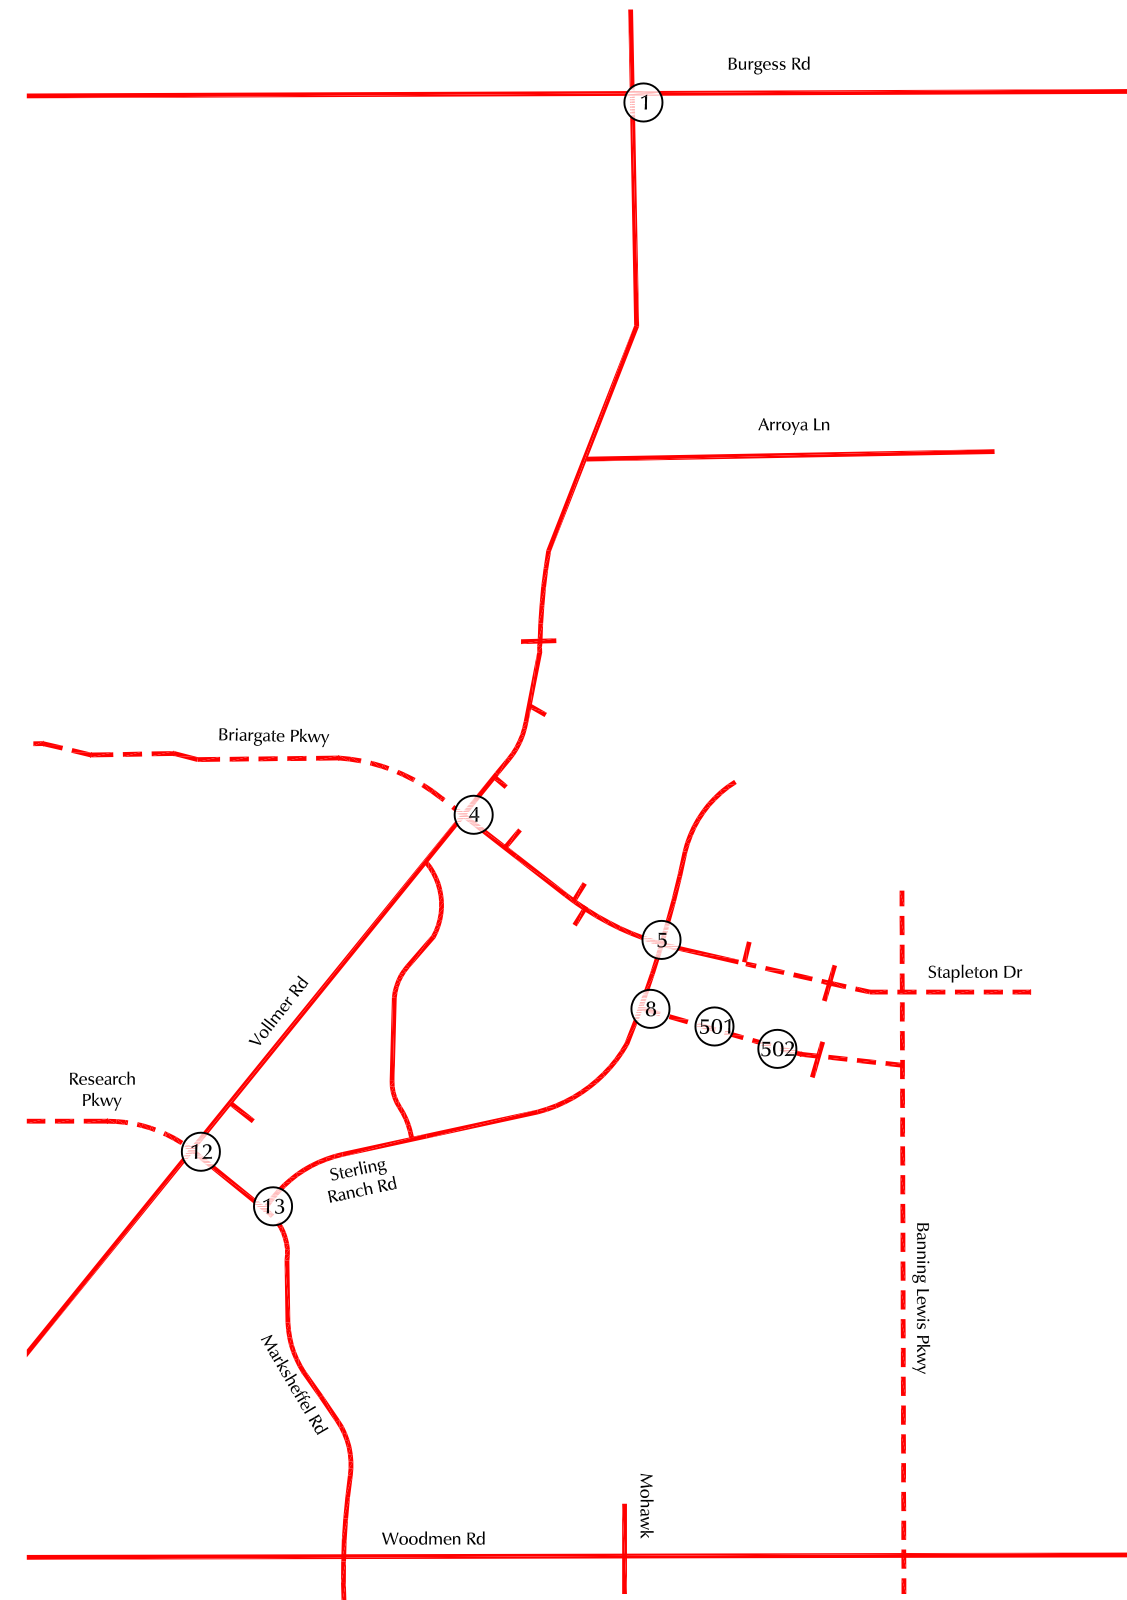 Burgess Rd
1
Arroya Ln
Briargate Pkwy
4
5
Stapleton Dr
8
501
502
Vollmer Rd
Research
Pkwy
12
Sterling
Ranch Rd
13
Banning Lewis Pkwy
Marksheffel Rd
Mohawk
Woodmen Rd